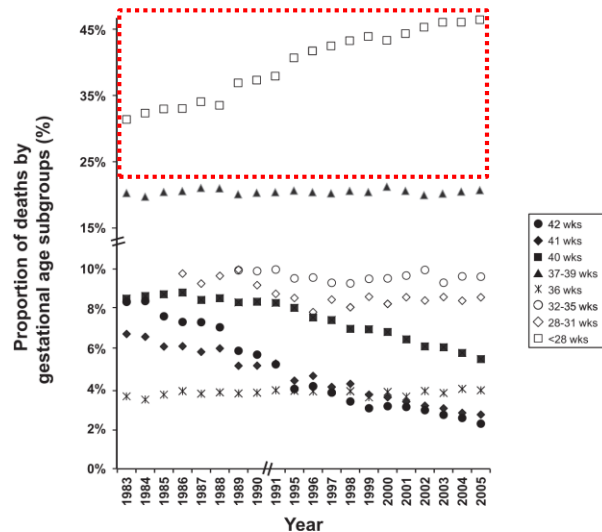 45%
35%
25%
15%
10%
8%
6%
4%
2%
0%
Proportion of deaths by
gestational age subgroups (%)
1983
1984
1985
1986
1987
1988
1989
1990
1991
1995
1996
1997
1998
1999
2000
2001
2002
2003
2004
2005
Year
42 wks
41 wks
40 wks
37-39 wks
36 wks
32-35 wks
28-31 wks
<28 wks